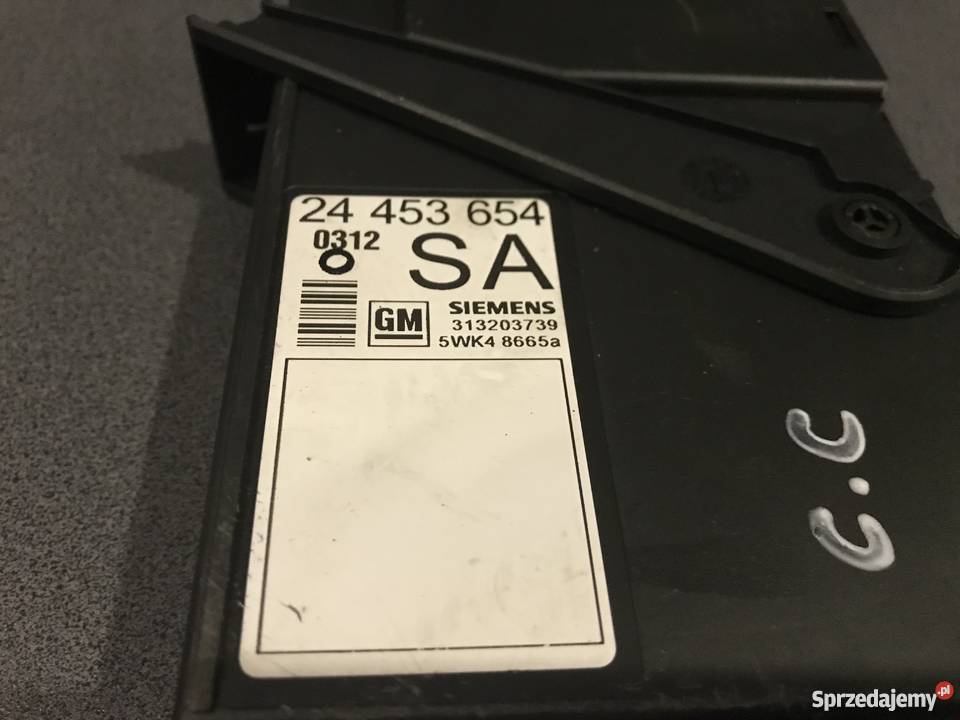 24 453 654
0312
SA
GM
SIEMENS
313203739
5WK4 8665a
C.C
Sprzedajemy.pl